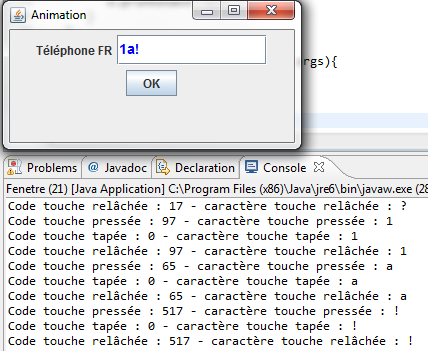 Animation
Téléphone FR 1a!
OK
rgs){
Problems @ Javadoc Declaration Console
Fenetre (21) [Java Application] C:\Program Files (x86)\Java\jre6\bin\javaw.exe (28
Code touche relâchée : 17 - caractère touche relâchée : ?
Code touche pressée : 97 - caractère touche pressée : 1
Code touche tapée : 0 - caractère touche tapée : 1
Code touche relâchée : 97 - caractère touche relâchée : 1
Code touche pressée : 65 - caractère touche pressée : a
Code touche tapée : 0 - caractère touche tapée : a
Code touche relâchée : 65 - caractère touche relâchée : a
Code touche pressée : 517 - caractère touche pressée : !
Code touche tapée : 0 - caractère touche tapée : !
Code touche relâchée : 517 - caractère touche relâchée : !